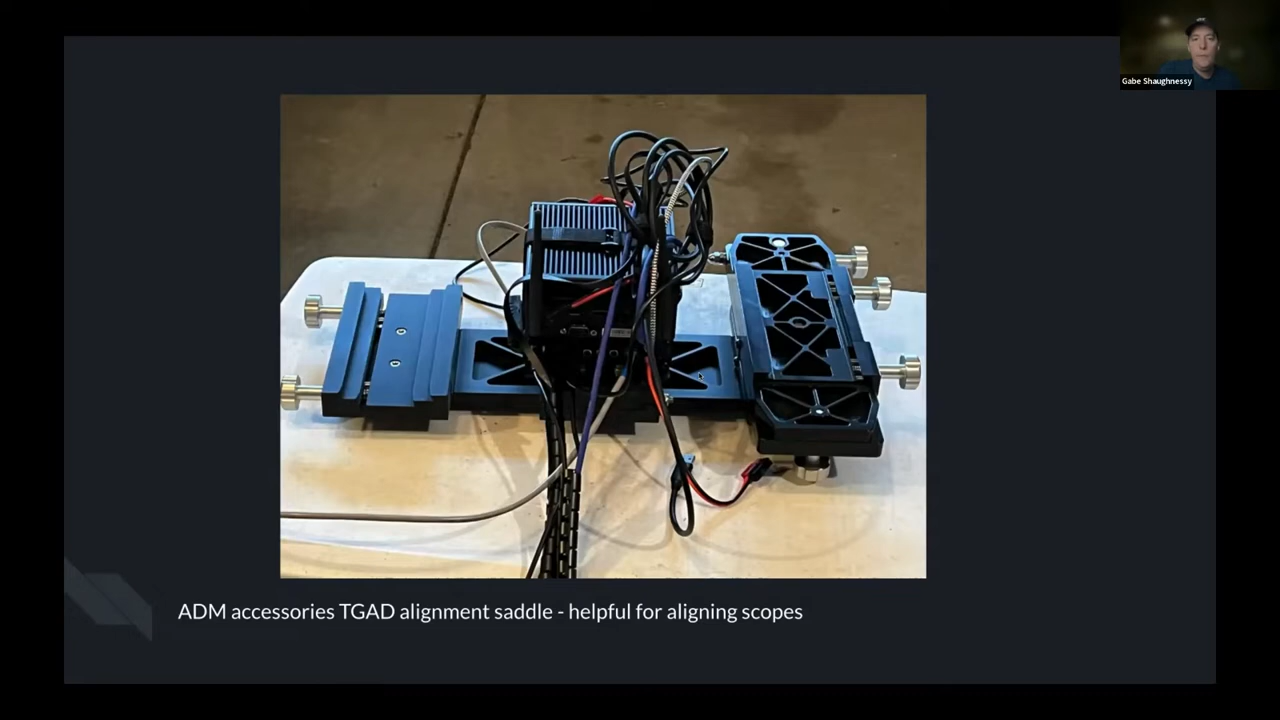 Gabe Shaughnessy
ADM accessories TGAD alignment saddle - helpful for aligning scopes